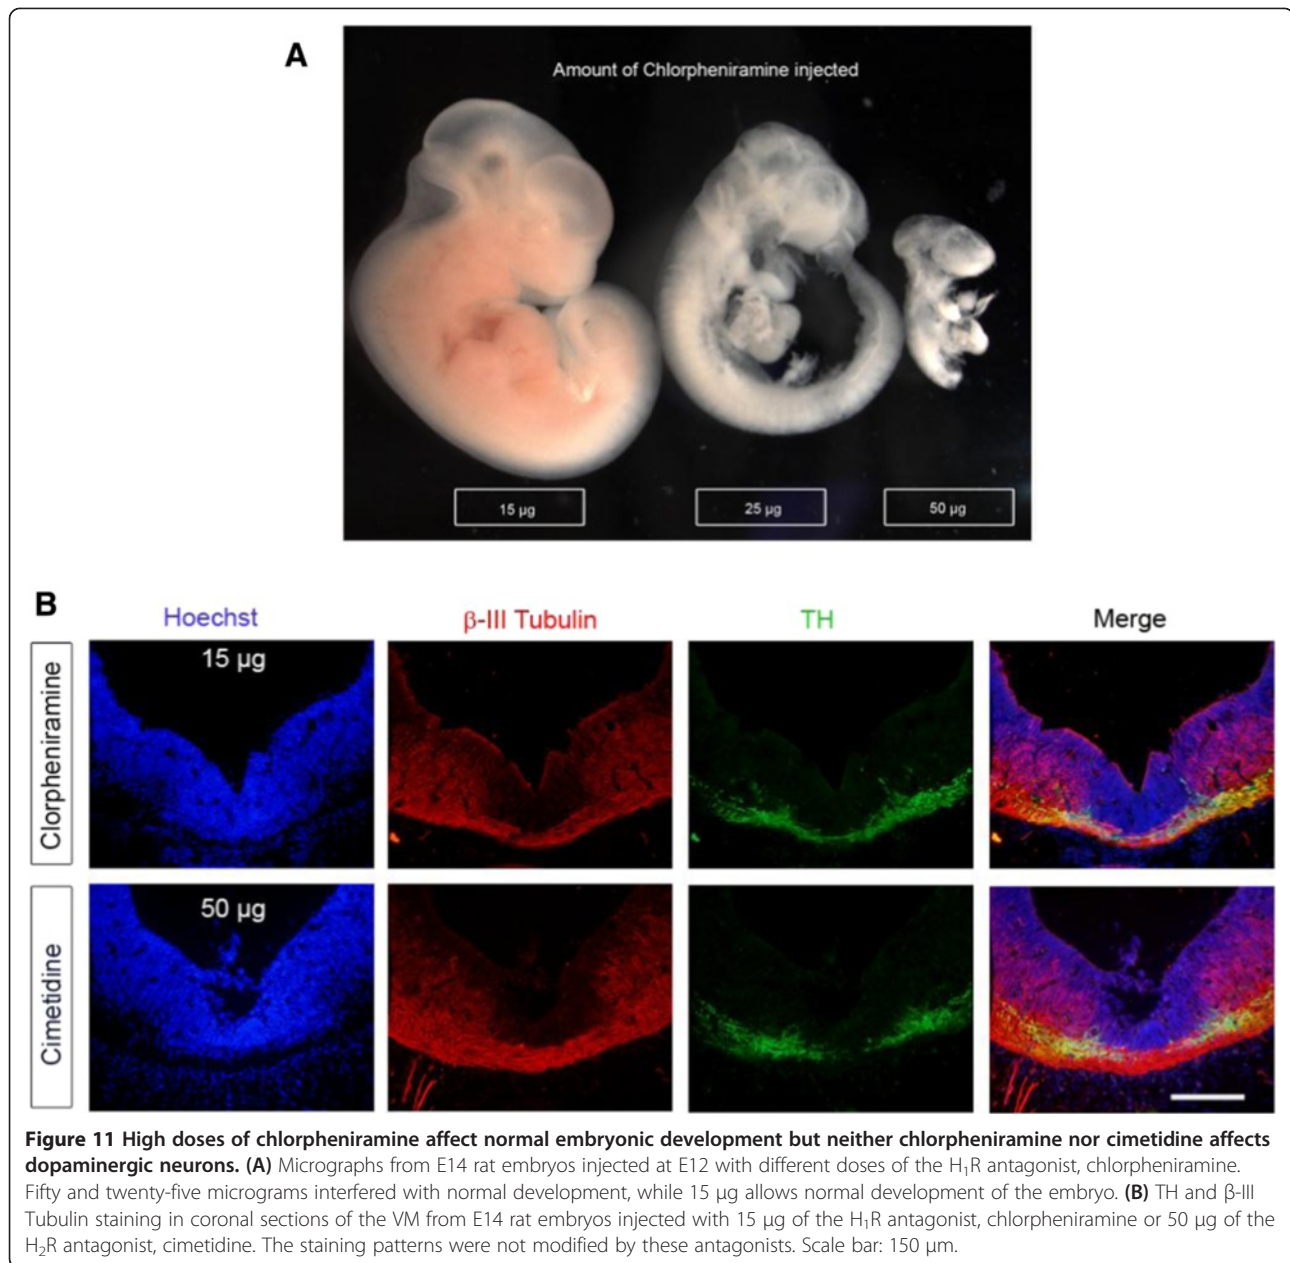 A
Amount of Chlorpheniramine injected
15 µg
25 µg
50 µg
B
Hoechst
β-III Tubulin
TH
Merge
Clorpheniramine
15 µg
Cimetidine
50 µg
Figure 11 High doses of chlorpheniramine affect normal embryonic development but neither chlorpheniramine nor cimetidine affects
dopaminergic neurons. (A) Micrographs from E14 rat embryos injected at E12 with different doses of the H₁R antagonist, chlorpheniramine.
Fifty and twenty-five micrograms interfered with normal development, while 15 µg allows normal development of the embryo. (B) TH and β-III
Tubulin staining in coronal sections of the VM from E14 rat embryos injected with 15 µg of the H₁R antagonist, chlorpheniramine or 50 µg of the
H₂R antagonist, cimetidine. The staining patterns were not modified by these antagonists. Scale bar: 150 µm.